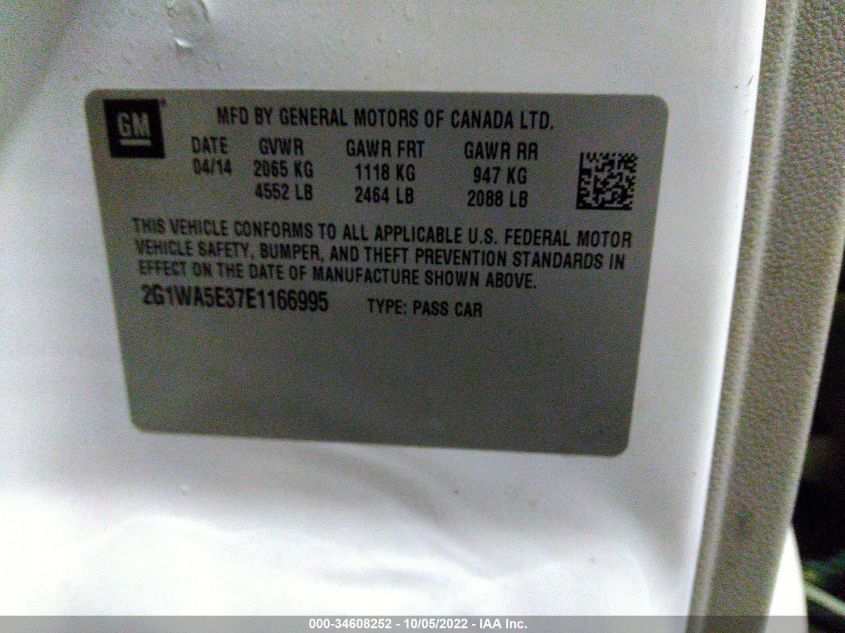 GM®
MFD BY GENERAL MOTORS OF CANADA LTD.
DATE GVWR GAWR FRT GAWR RR
04/14 2065 KG 1118 KG 947 KG
4552 LB 2464 LB 2088 LB
THIS VEHICLE CONFORMS TO ALL APPLICABLE U.S. FEDERAL MOTOR
VEHICLE SAFETY, BUMPER, AND THEFT PREVENTION STANDARDS IN
EFFECT ON THE DATE OF MANUFACTURE SHOWN ABOVE.
2G1WA5E37E1166995 TYPE: PASS CAR
000-34608252 - 10/05/2022 - IAA Inc.